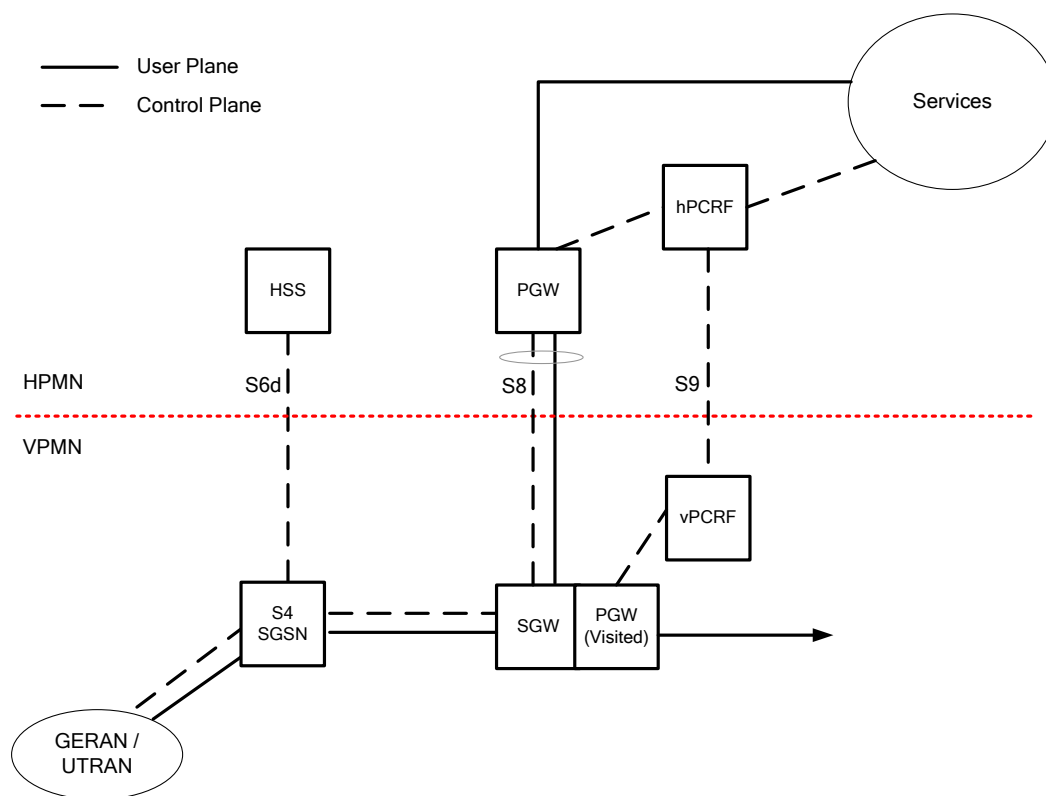 User Plane
Control Plane
Services
hPCRF
HSS
PGW
HPMN
S6d
S8
S9
VPMN
vPCRF
S4
SGSN
SGW
PGW
(Visited)
GERAN /
UTRAN